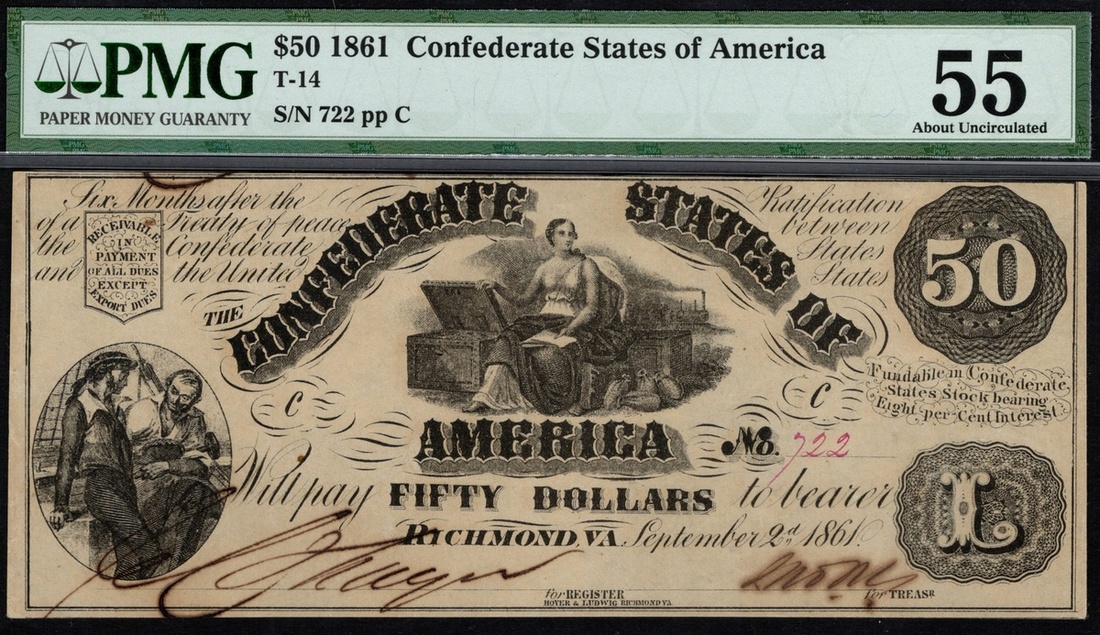 $50 1861 Confederate States of America
PMG
T-14
PAPER MONEY GUARANTY
S/N 722 pp C
55
About Uncirculated
Six Months after the Ratification
of a Treaty of peace between
the Confederate States
and the United States
RECEIVABLE
IN
PAYMENT
OF ALL DUES
EXCEPT
EXPORT DUES
THE CONFEDERATE STATES OF
AMERICA
50
Fundable in Confederate
States Stock bearing
Eight per Cent Interest
C
C
No. 722
Will pay FIFTY DOLLARS to bearer
L
RICHMOND, VA. September 2d, 1861.
for REGISTER
for TREASR
HOYER & LUDWIG RICHMOND VA